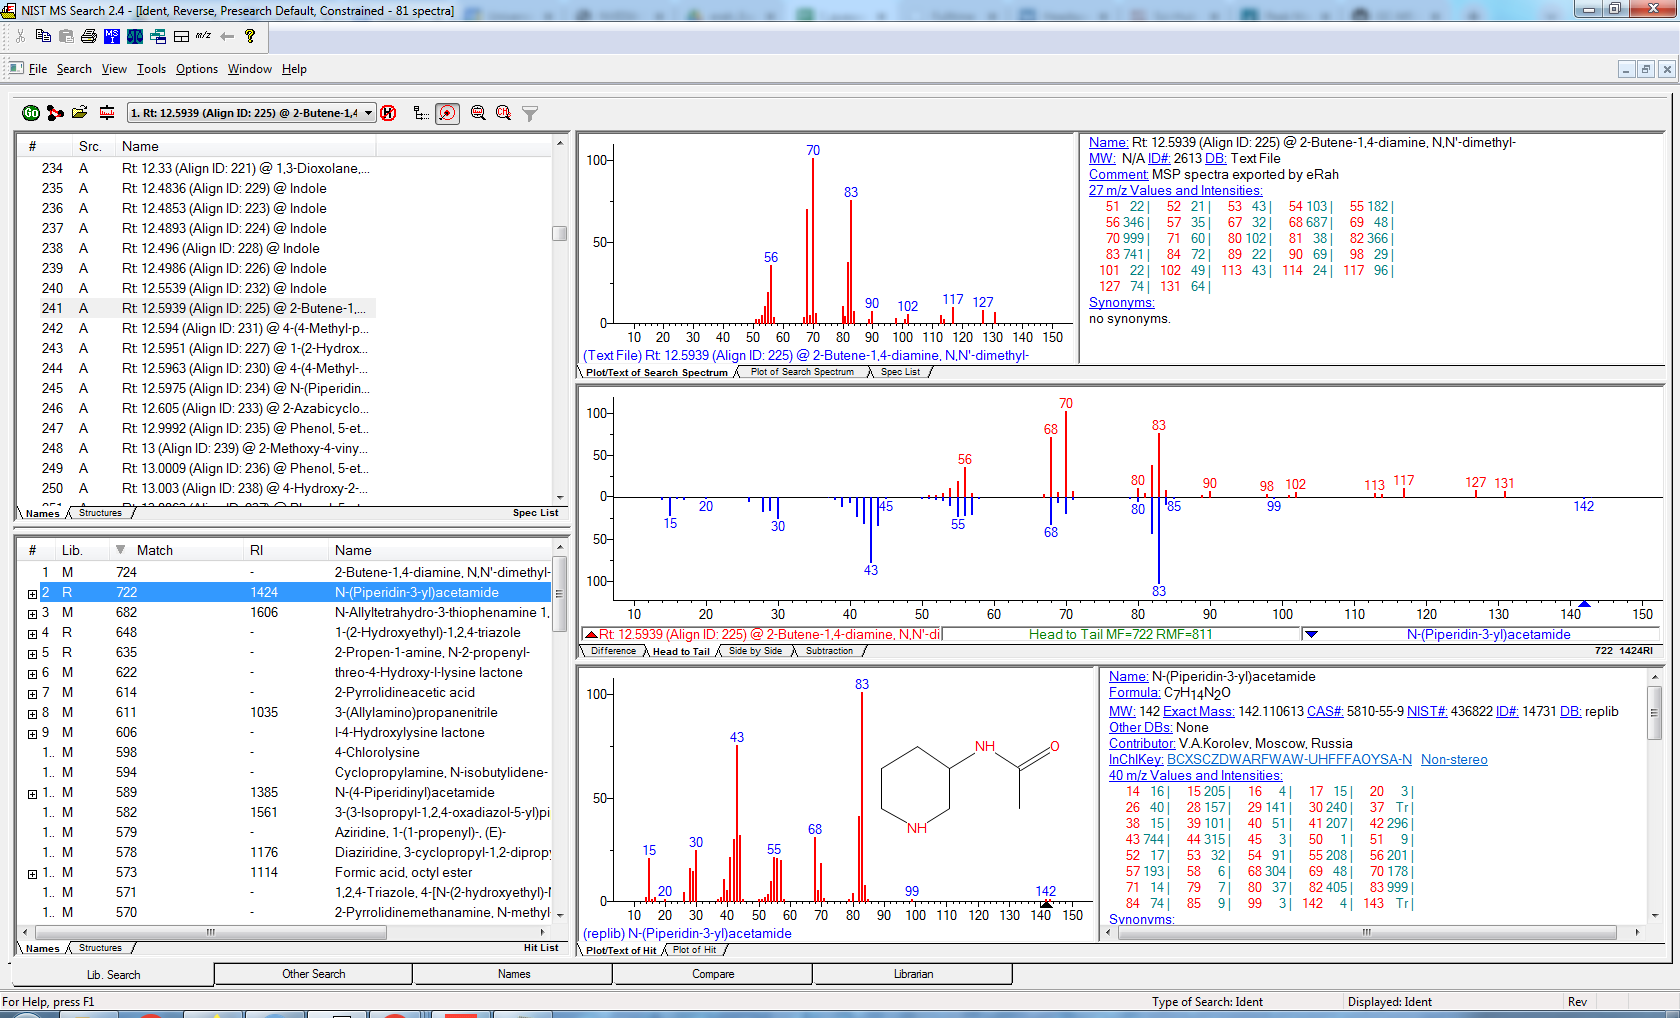 NIST MS Search 2.4 - [Ident, Reverse, Presearch Default, Constrained - 81 spectra]
File Search View Tools Options Window Help
1. Rt: 12.5939 (Align ID: 225) @ 2-Butene-1,4
# Src. Name
234 A Rt: 12.33 (Align ID: 221) @ 1,3-Dioxolane,...
235 A Rt: 12.4836 (Align ID: 229) @ Indole
236 A Rt: 12.4853 (Align ID: 223) @ Indole
237 A Rt: 12.4893 (Align ID: 224) @ Indole
238 A Rt: 12.496 (Align ID: 228) @ Indole
239 A Rt: 12.4986 (Align ID: 226) @ Indole
240 A Rt: 12.5539 (Align ID: 232) @ Indole
241 A Rt: 12.5939 (Align ID: 225) @ 2-Butene-1,...
242 A Rt: 12.594 (Align ID: 231) @ 4-(4-Methyl-p...
243 A Rt: 12.5951 (Align ID: 227) @ 1-(2-Hydrox...
244 A Rt: 12.5963 (Align ID: 230) @ 4-(4-Methyl-...
245 A Rt: 12.5975 (Align ID: 234) @ N-(Piperidin...
246 A Rt: 12.605 (Align ID: 233) @ 2-Azabicyclo...
247 A Rt: 12.9992 (Align ID: 235) @ Phenol, 5-et...
248 A Rt: 13 (Align ID: 239) @ 2-Methoxy-4-viny...
249 A Rt: 13.0009 (Align ID: 236) @ Phenol, 5-et...
250 A Rt: 13.003 (Align ID: 238) @ 4-Hydroxy-2-...
Names Structures Spec List
# Lib. Match RI Name
1 M 724 - 2-Butene-1,4-diamine, N,N'-dimethyl-
2 R 722 1424 N-(Piperidin-3-yl)acetamide
3 M 682 1606 N-Allyltetrahydro-3-thiophenamine 1,
4 R 648 - 1-(2-Hydroxyethyl)-1,2,4-triazole
5 R 635 - 2-Propen-1-amine, N-2-propenyl-
6 M 622 - threo-4-Hydroxy-l-lysine lactone
7 M 614 - 2-Pyrrolidineacetic acid
8 M 611 1035 3-(Allylamino)propanenitrile
9 M 606 - l-4-Hydroxylysine lactone
1.. M 598 - 4-Chlorolysine
1.. M 594 - Cyclopropylamine, N-isobutylidene-
1.. M 589 1385 N-(4-Piperidinyl)acetamide
1.. M 582 1561 3-(3-Isopropyl-1,2,4-oxadiazol-5-yl)pi
1.. M 579 - Aziridine, 1-(1-propenyl)-, (E)-
1.. M 578 1176 Diaziridine, 3-cyclopropyl-1,2-dipropy
1.. M 573 1114 Formic acid, octyl ester
1.. M 571 - 1,2,4-Triazole, 4-[N-(2-hydroxyethyl)-
1.. M 570 - 2-Pyrrolidinemethanamine, N-methyl-
Names Structures Hit List
100
50
0
70
83
56
90 102 117 127
10 20 30 40 50 60 70 80 90 100 110 120 130 140 150
(Text File) Rt: 12.5939 (Align ID: 225) @ 2-Butene-1,4-diamine, N,N'-dimethyl-
Plot/Text of Search Spectrum Plot of Search Spectrum Spec List
Name: Rt: 12.5939 (Align ID: 225) @ 2-Butene-1,4-diamine, N,N'-dimethyl-
MW: N/A ID#: 2613 DB: Text File
Comment: MSP spectra exported by eRah
27 m/z Values and Intensities:
51 22| 52 21| 53 43| 54 103| 55 182|
56 346| 57 35| 67 32| 68 687| 69 48|
70 999| 71 60| 80 102| 81 38| 82 366|
83 741| 84 72| 89 22| 90 69| 98 29|
101 22| 102 49| 113 43| 114 24| 117 96|
127 74| 131 64|
Synonyms:
no synonyms.
100
50
0
50
100
70
68 83
56
80 90 98 102 113 117 127 131
15 20 30 43 45 55 68 80 83 85 99 142
10 20 30 40 50 60 70 80 90 100 110 120 130 140 150
Rt: 12.5939 (Align ID: 225) @ 2-Butene-1,4-diamine, N,N'-di Head to Tail MF=722 RMF=811 N-(Piperidin-3-yl)acetamide
Difference Head to Tail Side by Side Subtraction 722 1424RI
100
50
0
83
43
68
15 20 30 55 99 142
NH O
NH
10 20 30 40 50 60 70 80 90 100 110 120 130 140 150
(replib) N-(Piperidin-3-yl)acetamide
Plot/Text of Hit Plot of Hit
Name: N-(Piperidin-3-yl)acetamide
Formula: C7H14N2O
MW: 142 Exact Mass: 142.110613 CAS#: 5810-55-9 NIST#: 436822 ID#: 14731 DB: replib
Other DBs: None
Contributor: V.A.Korolev, Moscow, Russia
InChIKey: BCXSCZDWARFWAW-UHFFFAOYSA-N Non-stereo
40 m/z Values and Intensities:
14 16| 15 205| 16 4| 17 15| 20 3|
26 40| 28 157| 29 141| 30 240| 37 Tr|
38 15| 39 101| 40 51| 41 207| 42 296|
43 744| 44 315| 45 3| 50 1| 51 9|
52 17| 53 32| 54 91| 55 208| 56 201|
57 193| 58 6| 68 304| 69 48| 70 178|
71 14| 79 7| 80 37| 82 405| 83 999|
84 74| 85 9| 99 3| 142 4| 143 Tr|
Synonyms:
Lib. Search Other Search Names Compare Librarian
For Help, press F1 Type of Search: Ident Displayed: Ident Rev